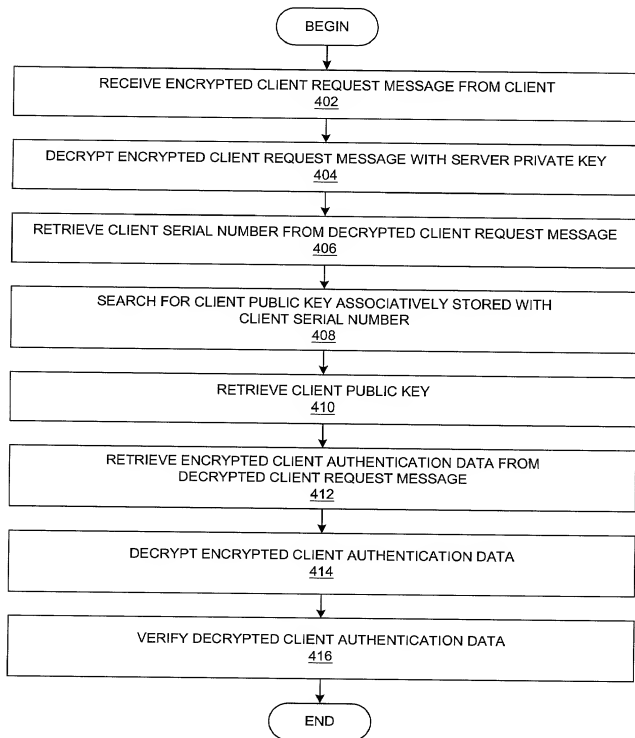 BEGIN
RECEIVE ENCRYPTED CLIENT REQUEST MESSAGE FROM CLIENT
402
DECRYPT ENCRYPTED CLIENT REQUEST MESSAGE WITH SERVER PRIVATE KEY
404
RETRIEVE CLIENT SERIAL NUMBER FROM DECRYPTED CLIENT REQUEST MESSAGE
406
SEARCH FOR CLIENT PUBLIC KEY ASSOCIATIVELY STORED WITH
CLIENT SERIAL NUMBER
408
RETRIEVE CLIENT PUBLIC KEY
410
RETRIEVE ENCRYPTED CLIENT AUTHENTICATION DATA FROM
DECRYPTED CLIENT REQUEST MESSAGE
412
DECRYPT ENCRYPTED CLIENT AUTHENTICATION DATA
414
VERIFY DECRYPTED CLIENT AUTHENTICATION DATA
416
END